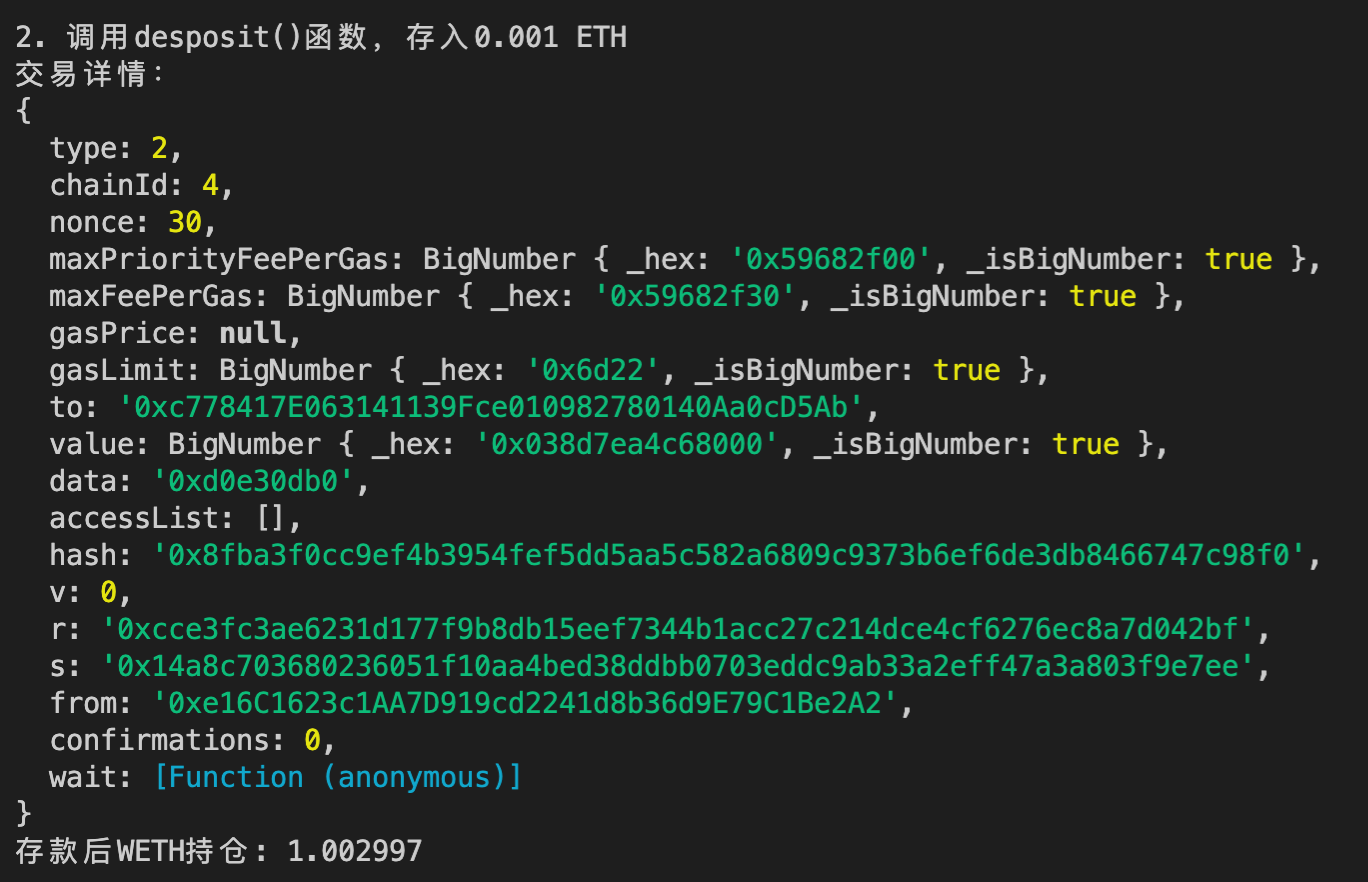 2. 调用desposit()函数, 存入0.001 ETH
交易详情:
{
  type: 2,
  chainId: 4,
  nonce: 30,
  maxPriorityFeePerGas: BigNumber { _hex: '0x59682f00', _isBigNumber: true },
  maxFeePerGas: BigNumber { _hex: '0x59682f30', _isBigNumber: true },
  gasPrice: null,
  gasLimit: BigNumber { _hex: '0x6d22', _isBigNumber: true },
  to: '0xc778417E063141139Fce010982780140Aa0cD5Ab',
  value: BigNumber { _hex: '0x038d7ea4c68000', _isBigNumber: true },
  data: '0xd0e30db0',
  accessList: [],
  hash: '0x8fba3f0cc9ef4b3954fef5dd5aa5c582a6809c9373b6ef6de3db8466747c98f0',
  v: 0,
  r: '0xcce3fc3ae6231d177f9b8db15eef7344b1acc27c214dce4cf6276ec8a7d042bf',
  s: '0x14a8c703680236051f10aa4bed38ddbb0703eddc9ab33a2eff47a3a803f9e7ee',
  from: '0xe16C1623c1AA7D919cd2241d8b36d9E79C1Be2A2',
  confirmations: 0,
  wait: [Function (anonymous)]
}
存款后WETH持仓: 1.002997